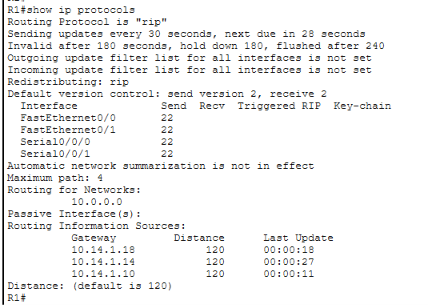 R1#show ip protocols
Routing Protocol is "rip"
Sending updates every 30 seconds, next due in 28 seconds
Invalid after 180 seconds, hold down 180, flushed after 240
Outgoing update filter list for all interfaces is not set
Incoming update filter list for all interfaces is not set
Redistributing: rip
Default version control: send version 2, receive 2
  Interface             Send  Recv  Triggered RIP  Key-chain
  FastEthernet0/0       22
  FastEthernet0/1       22
  Serial0/0/0           22
  Serial0/0/1           22
Automatic network summarization is not in effect
Maximum path: 4
Routing for Networks:
          10.0.0.0
Passive Interface(s):
Routing Information Sources:
          Gateway         Distance      Last Update
          10.14.1.18           120      00:00:18
          10.14.1.14           120      00:00:27
          10.14.1.10           120      00:00:11
Distance: (default is 120)
R1#